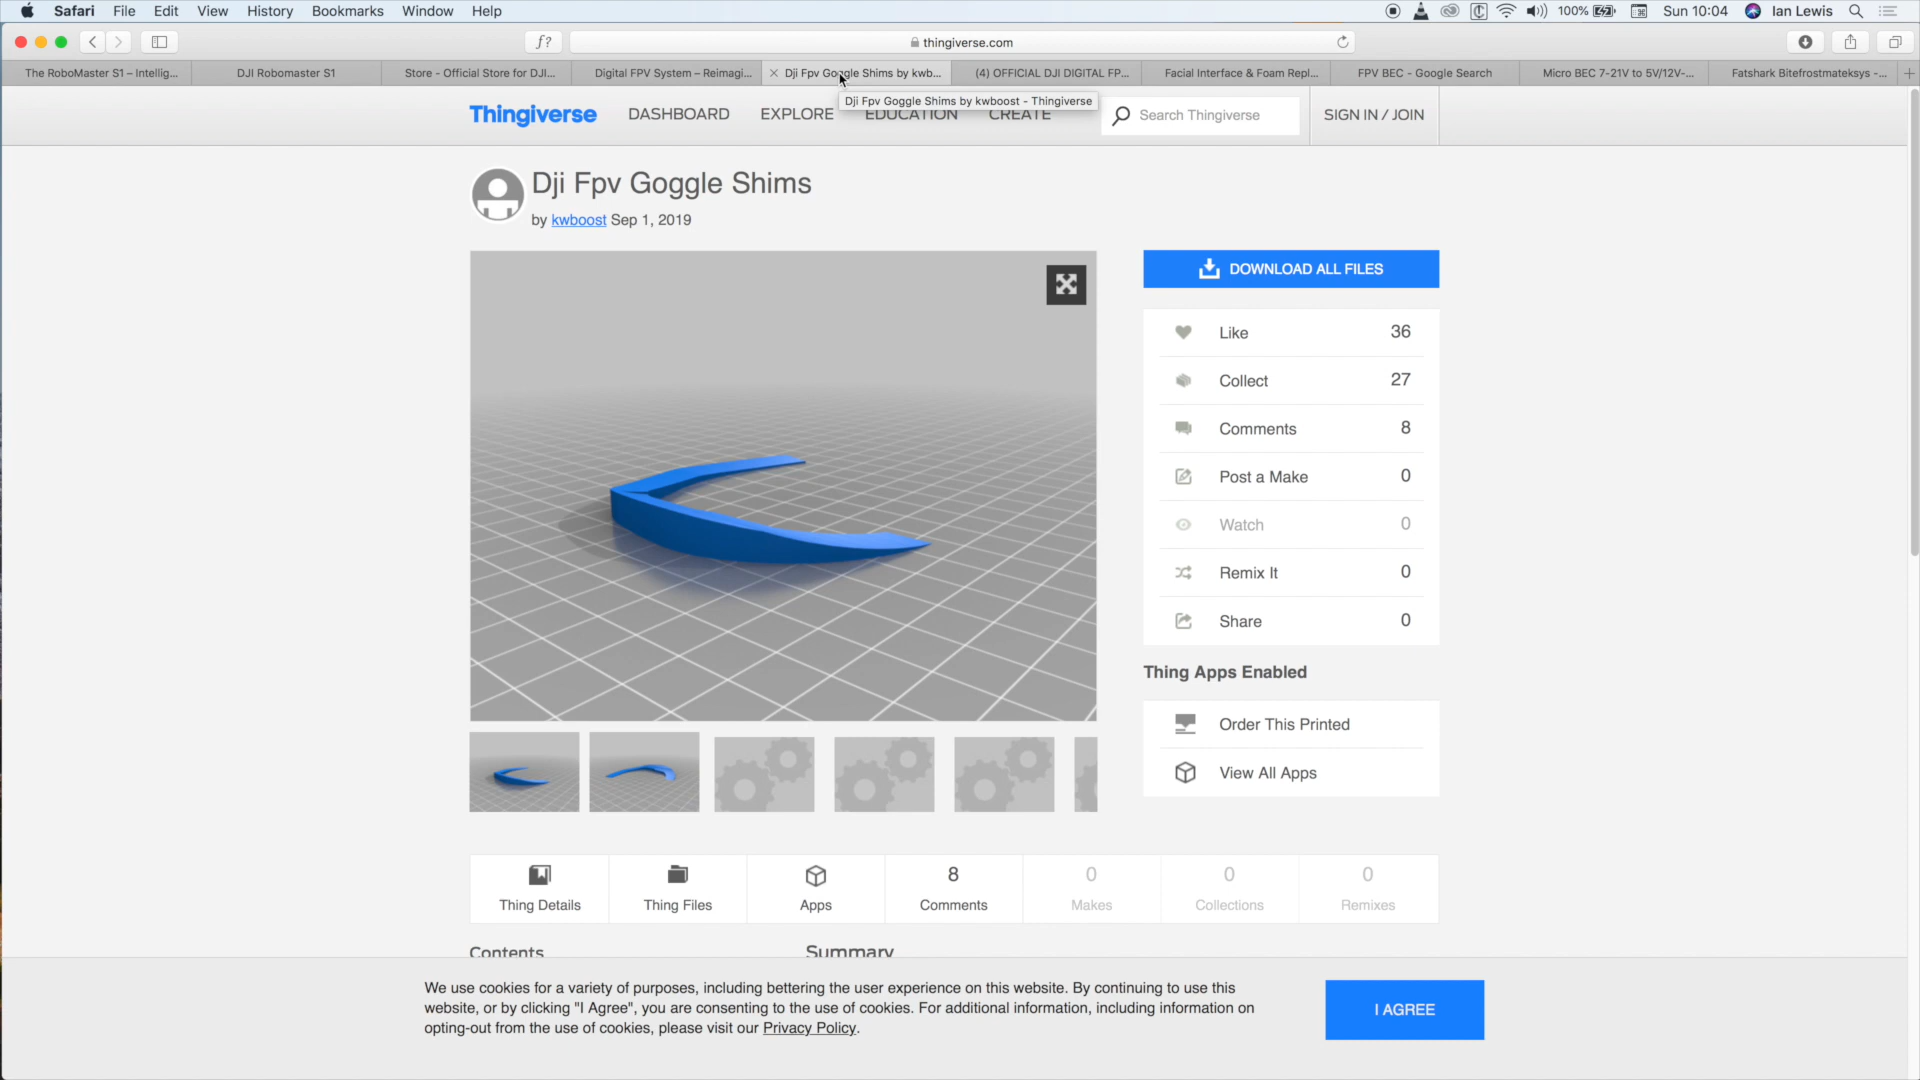 Safari File Edit View History Bookmarks Window Help 100% Sun 10:04 Ian Lewis
f? thingiverse.com
The RoboMaster S1 – Intellig... DJI Robomaster S1 Store - Official Store for DJI... Digital FPV System – Reimagi... Dji Fpv Goggle Shims by kwb... (4) OFFICIAL DJI DIGITAL FP... Facial Interface & Foam Repl... FPV BEC - Google Search Micro BEC 7-21V to 5V/12V-... Fatshark Bitefrostmateksys -...
Dji Fpv Goggle Shims by kwboost - Thingiverse
Thingiverse DASHBOARD EXPLORE EDUCATION CREATE Search Thingiverse SIGN IN / JOIN
Dji Fpv Goggle Shims
by kwboost Sep 1, 2019
DOWNLOAD ALL FILES
Like 36
Collect 27
Comments 8
Post a Make 0
Watch 0
Remix It 0
Share 0
Thing Apps Enabled
Order This Printed
View All Apps
8 0 0 0
Thing Details Thing Files Apps Comments Makes Collections Remixes
Contents Summary
We use cookies for a variety of purposes, including bettering the user experience on this website. By continuing to use this
website, or by clicking "I Agree", you are consenting to the use of cookies. For additional information, including information on
opting-out from the use of cookies, please visit our Privacy Policy.
I AGREE